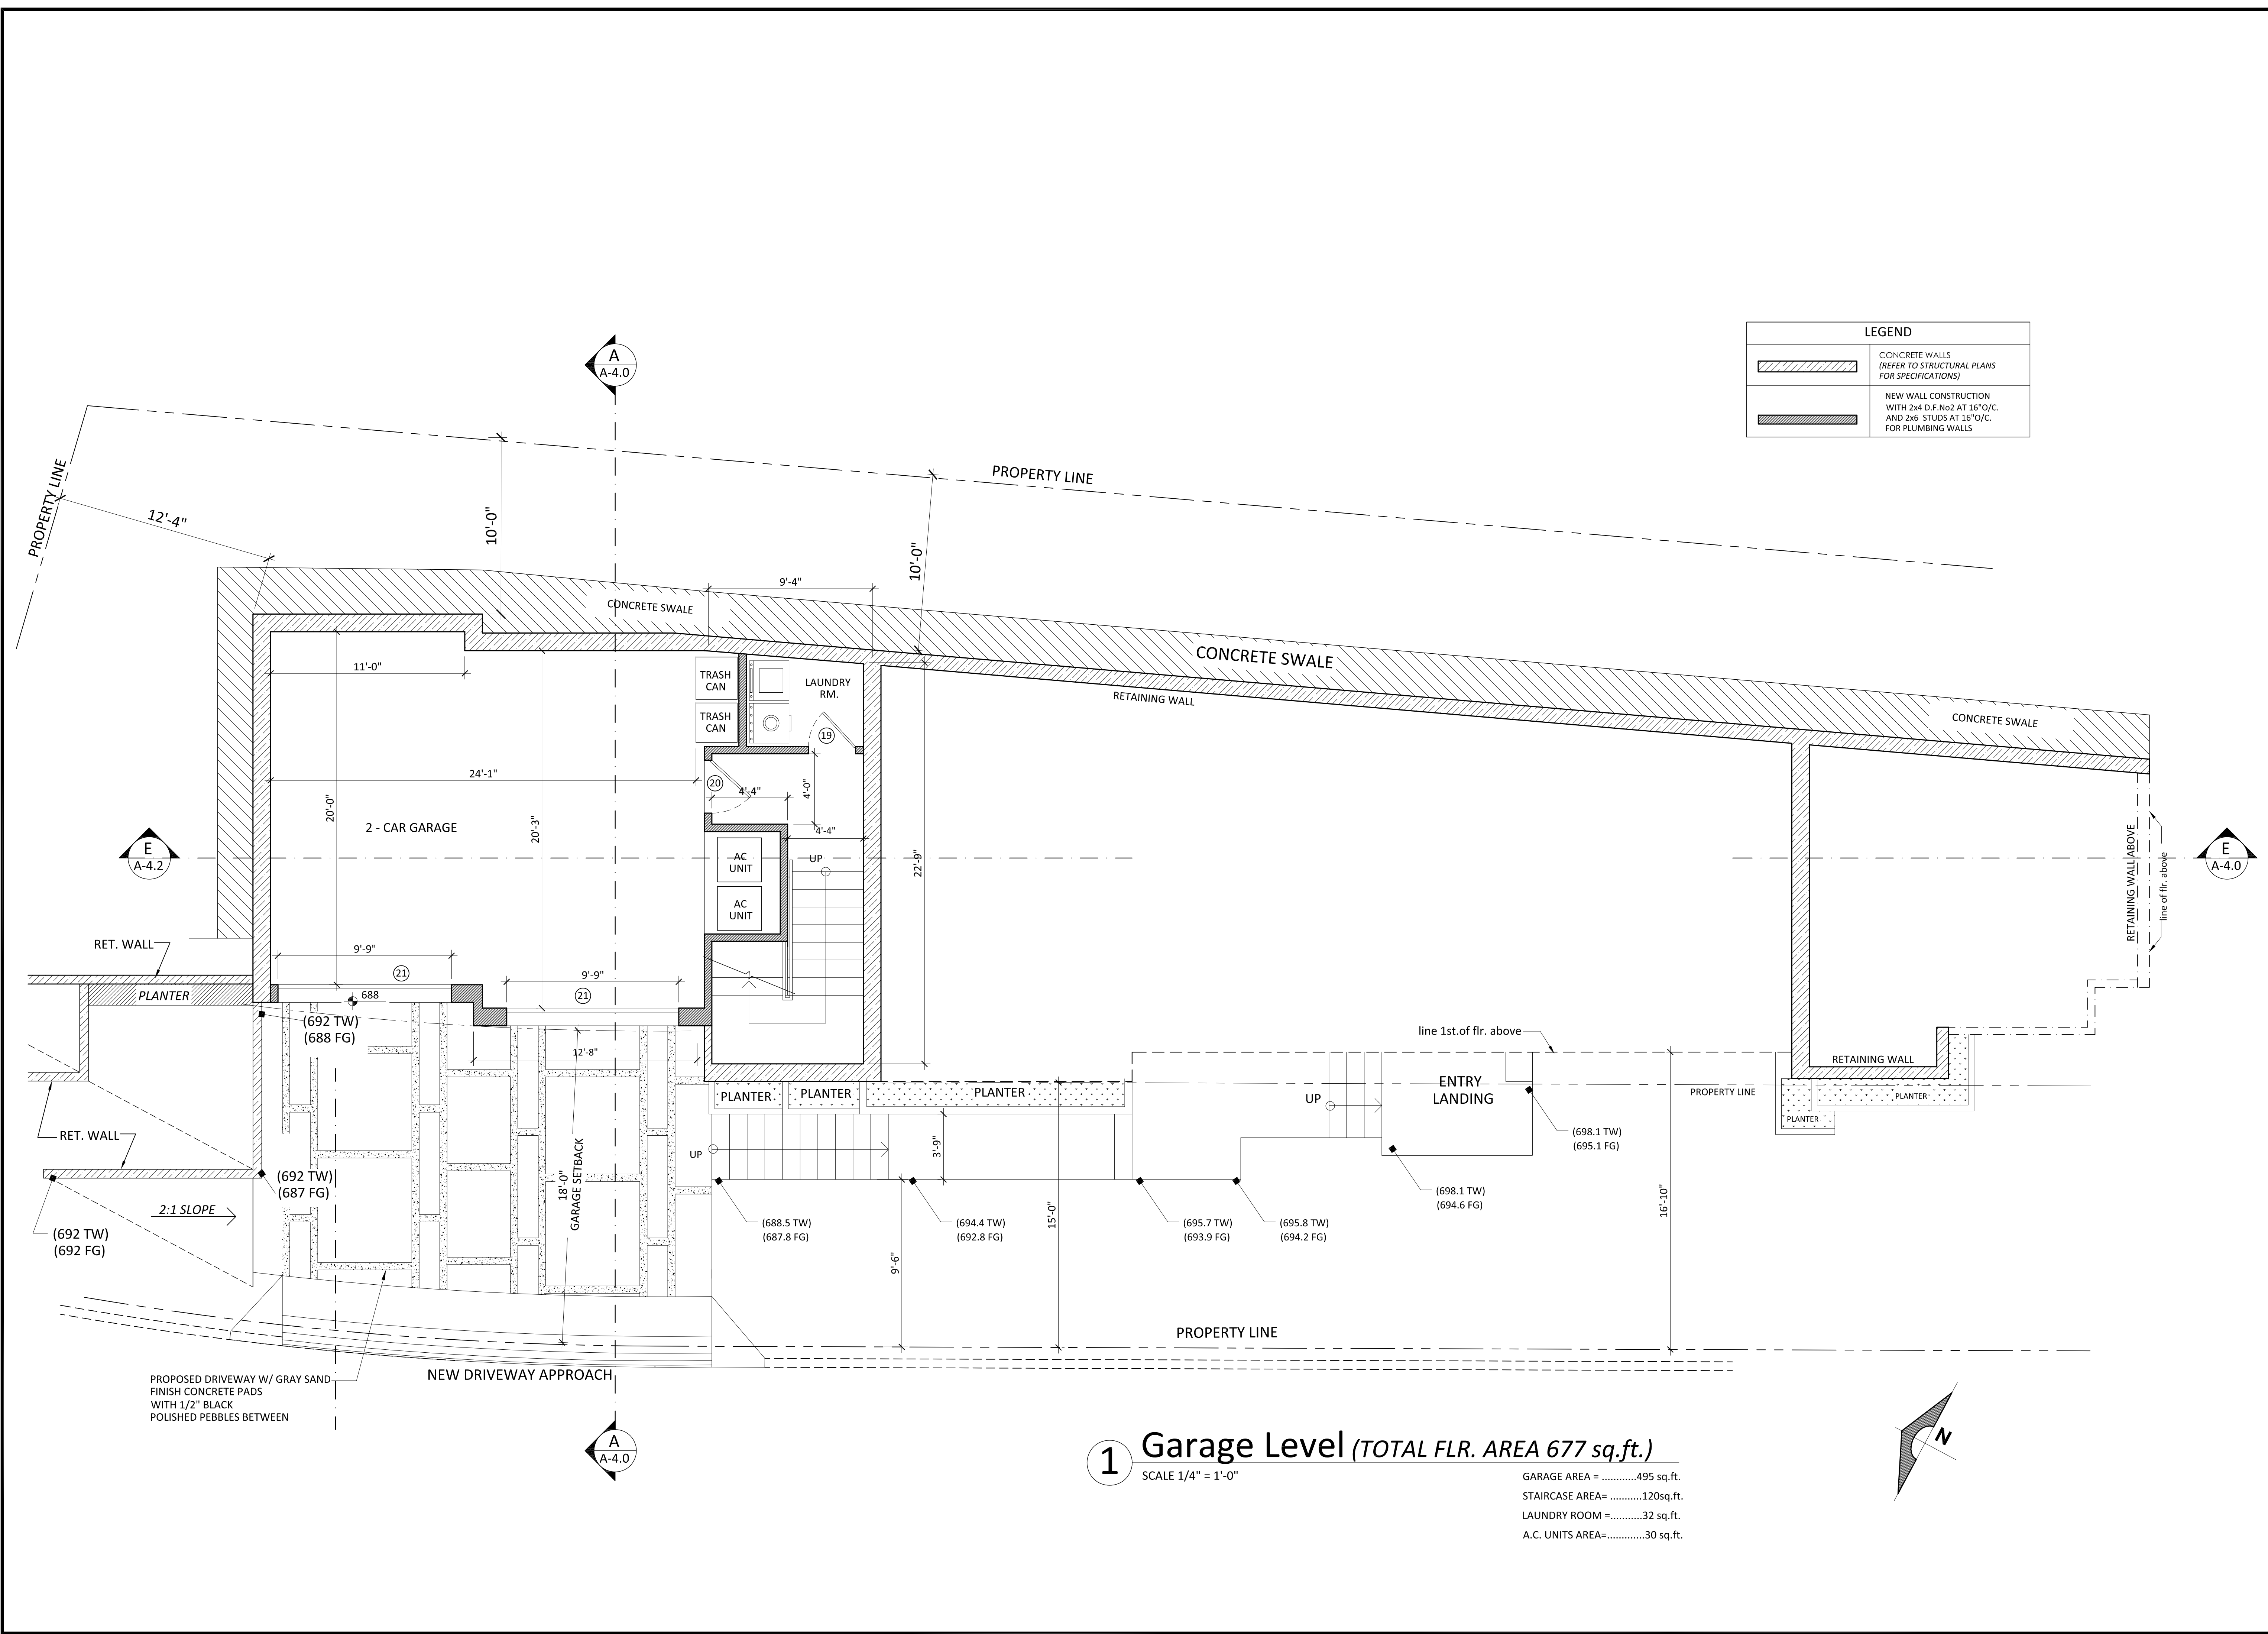 LEGEND
CONCRETE WALLS
(REFER TO STRUCTURAL PLANS
FOR SPECIFICATIONS)
NEW WALL CONSTRUCTION
WITH 2x4 D.F.No2 AT 16"O/C.
AND 2x6 STUDS AT 16"O/C.
FOR PLUMBING WALLS
A
A-4.0
PROPERTY LINE
PROPERTY LINE
12'-4"
10'-0"
10'-0"
9'-4"
CONCRETE SWALE
CONCRETE SWALE
CONCRETE SWALE
RETAINING WALL
11'-0"
TRASH
CAN
TRASH
CAN
LAUNDRY
RM.
19
24'-1"
20
4'-4"
4'-0"
20'-0"
20'-3"
2 - CAR GARAGE
4'-4"
E
A-4.2
AC
UNIT
AC
UNIT
UP
22'-9"
RETAINING WALL ABOVE
line of flr. above
E
A-4.0
RET. WALL
9'-9"
21
9'-9"
21
PLANTER
688
(692 TW)
(688 FG)
12'-8"
line 1st.of flr. above
RETAINING WALL
ENTRY
LANDING
UP
PROPERTY LINE
PLANTER
PLANTER
PLANTER
PLANTER
PLANTER
RET. WALL
UP
3'-9"
(698.1 TW)
(695.1 FG)
(692 TW)
(687 FG)
18'-0"
GARAGE SETBACK
(698.1 TW)
(694.6 FG)
2:1 SLOPE
(692 TW)
(692 FG)
(688.5 TW)
(687.8 FG)
(694.4 TW)
(692.8 FG)
15'-0"
(695.7 TW)
(693.9 FG)
(695.8 TW)
(694.2 FG)
16'-10"
9'-6"
PROPERTY LINE
PROPOSED DRIVEWAY W/ GRAY SAND
FINISH CONCRETE PADS
WITH 1/2" BLACK
POLISHED PEBBLES BETWEEN
NEW DRIVEWAY APPROACH
A
A-4.0
1
Garage Level (TOTAL FLR. AREA 677 sq.ft.)
SCALE 1/4" = 1'-0"
GARAGE AREA = ............495 sq.ft.
STAIRCASE AREA= ...........120sq.ft.
LAUNDRY ROOM =...........32 sq.ft.
A.C. UNITS AREA=.............30 sq.ft.
N